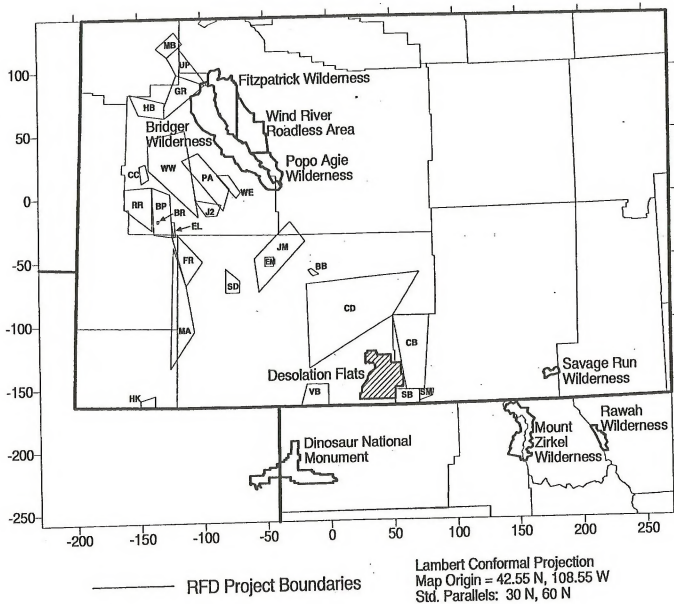 MB
UP
Fitzpatrick Wilderness
GR
HB
Wind River
Roadless Area
Bridger
Wilderness
Popo Agie
Wilderness
CC
WW
PA
WE
RR
BP
BR
J2
EL
JM
FR
EM
BB
SD
CD
MA
CB
Desolation Flats
Savage Run
Wilderness
HK
VB
SB
SM
Dinosaur National
Monument
Mount
Zirkel
Wilderness
Rawah
Wilderness
100
50
0
-50
-100
-150
-200
-250
-200
-150
-100
-50
0
50
100
150
200
250
RFD Project Boundaries
Lambert Conformal Projection
Map Origin = 42.55 N, 108.55 W
Std. Parallels: 30 N, 60 N